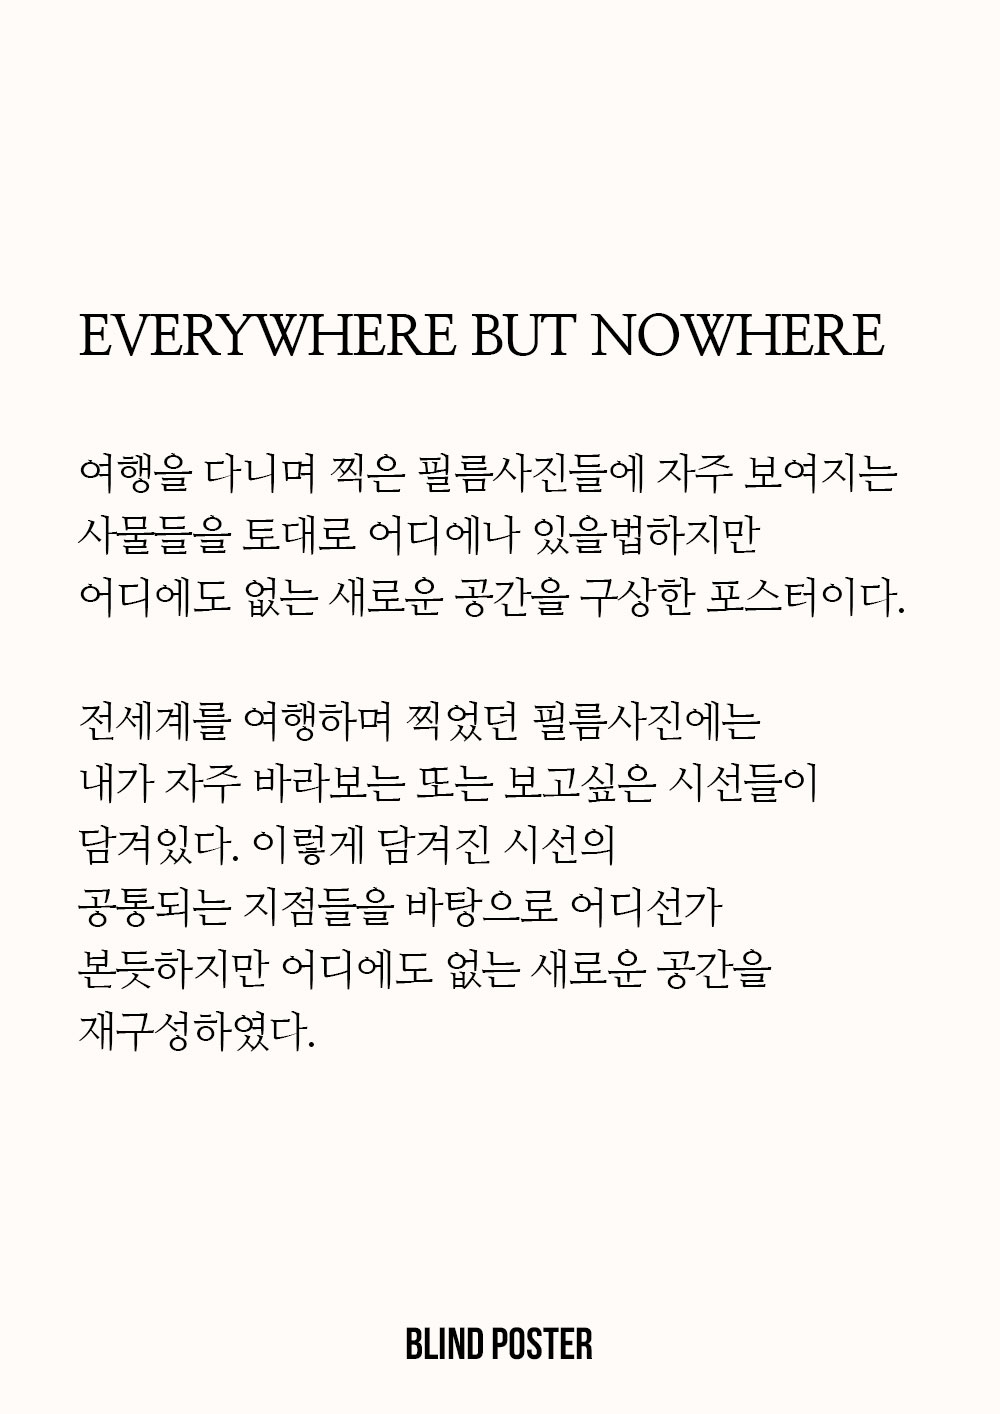 EVERYWHERE BUT NOWHERE
여행을 다니며 찍은 필름사진들에 자주 보여지는
사물들을 토대로 어디에나 있을법하지만
어디에도 없는 새로운 공간을 구상한 포스터이다.
전세계를 여행하며 찍었던 필름사진에는
내가 자주 바라보는 또는 보고싶은 시선들이
담겨있다. 이렇게 담겨진 시선의
공통되는 지점들을 바탕으로 어디선가
본듯하지만 어디에도 없는 새로운 공간을
재구성하였다.
BLIND POSTER